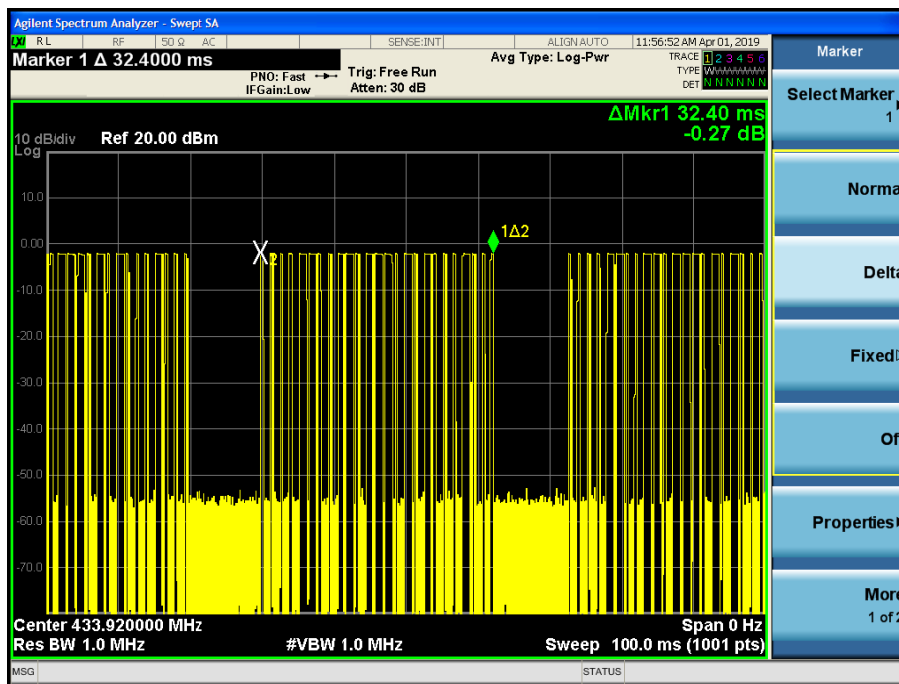 Agilent Spectrum Analyzer - Swept SA
LXI RL RF 50 Ω AC SENSE:INT ALIGN AUTO 11:56:52 AM Apr 01, 2019
Marker 1 Δ 32.4000 ms
PNO: Fast Trig: Free Run
IFGain:Low Atten: 30 dB
Avg Type: Log-Pwr
TRACE 1 2 3 4 5 6
TYPE W
DET N N N N N N
Marker
Select Marker
1
Norma
Delta
Fixed
Of
Properties
More
1 of 2
ΔMkr1 32.40 ms
-0.27 dB
10 dB/div Ref 20.00 dBm
Log
10.0
0.00
-10.0
-20.0
-30.0
-40.0
-50.0
-60.0
-70.0
X2
1Δ2
Center 433.920000 MHz Span 0 Hz
Res BW 1.0 MHz #VBW 1.0 MHz Sweep 100.0 ms (1001 pts)
MSG STATUS